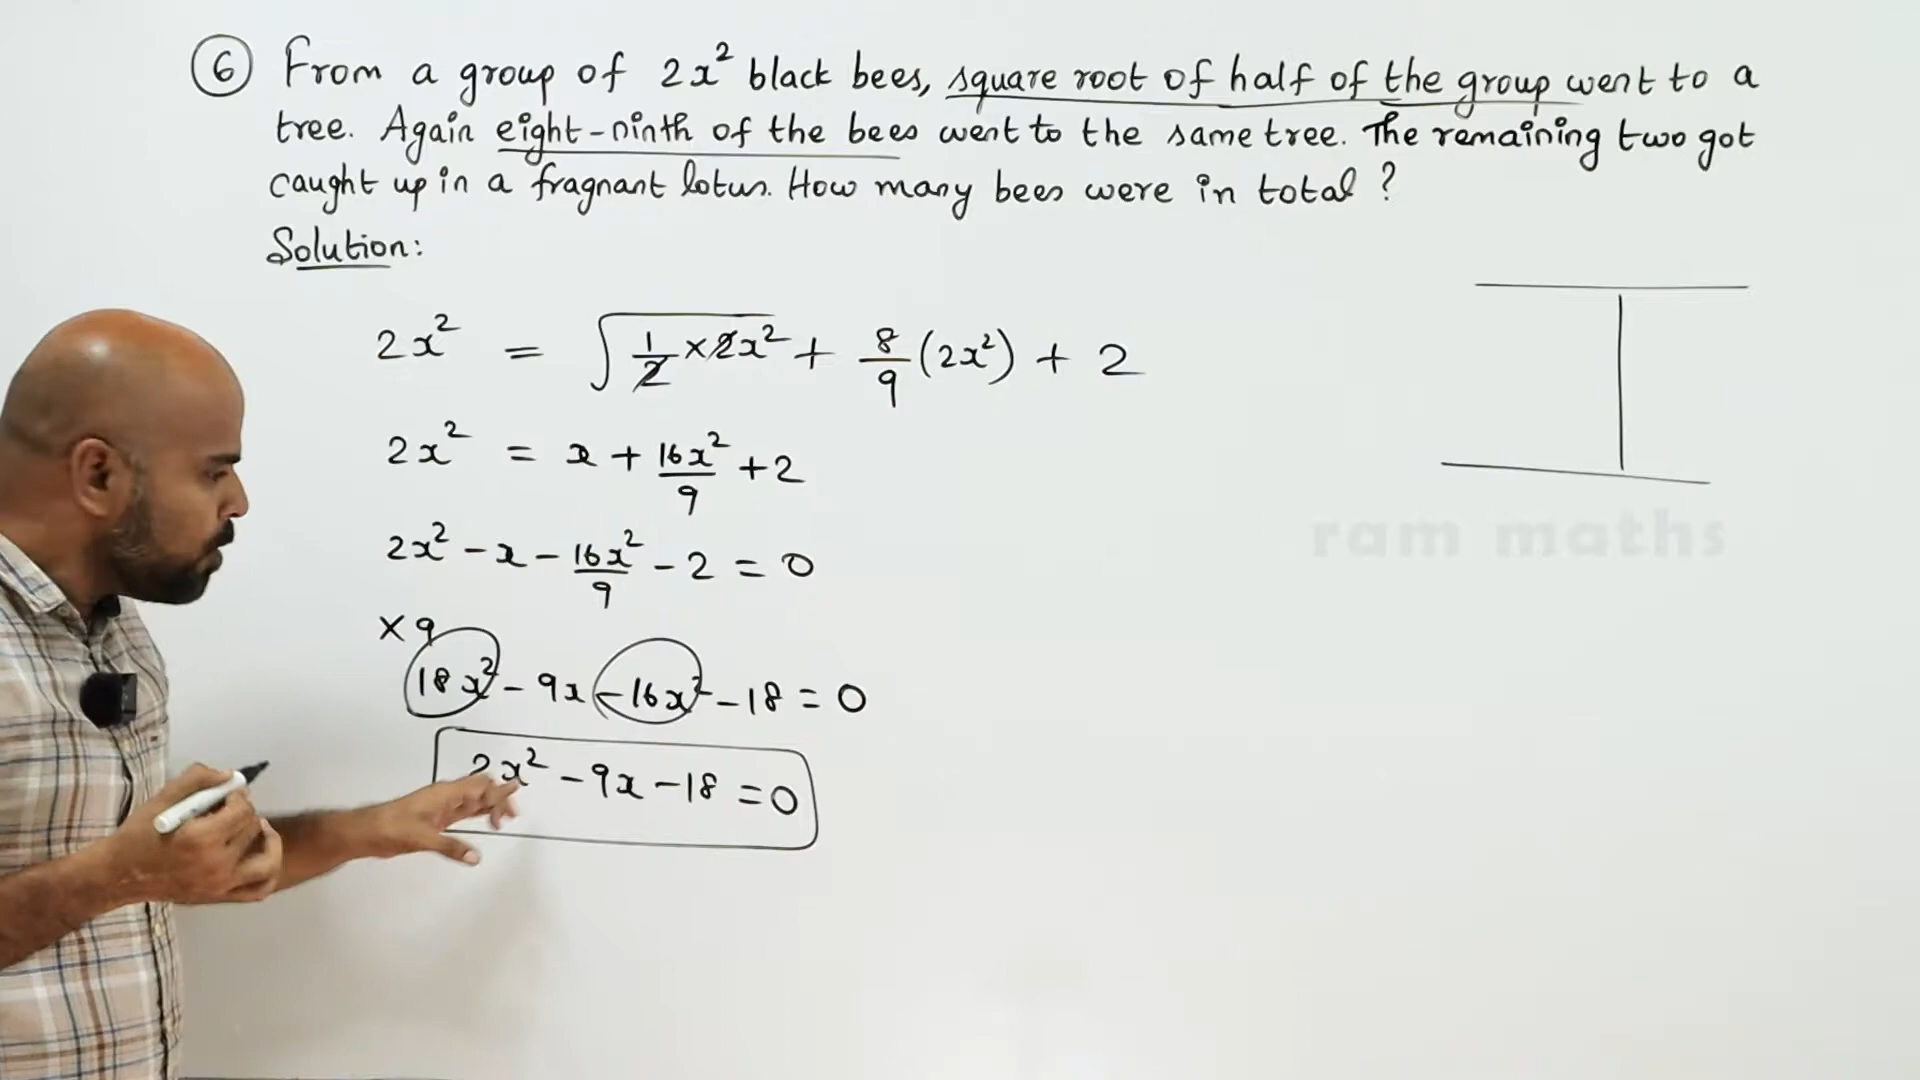 6 From a group of 2x² black bees, square root of half of the group went to a
tree. Again eight-ninth of the bees went to the same tree. The remaining two got
caught up in a fragnant lotus. How many bees were in total ?
Solution:
2x² = √(1/2 × 2x²) + 8/9 (2x²) + 2
2x² = x + 16x²/9 + 2
2x² - x - 16x²/9 - 2 = 0
× 9
18x² - 9x - 16x² - 18 = 0
2x² - 9x - 18 = 0
ram maths